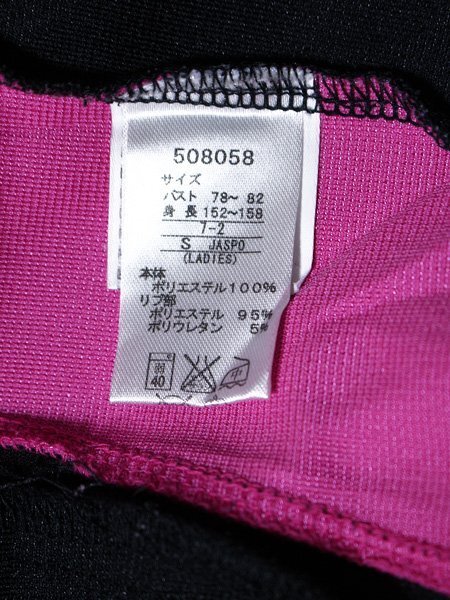 508058
サイズ
バスト 78~ 82
身 長 152~158
7-2
S JASPO
(LADIES)
本体
ポリエステル100%
リブ部
ポリエステル 95%
ポリウレタン 5%
弱 中
40